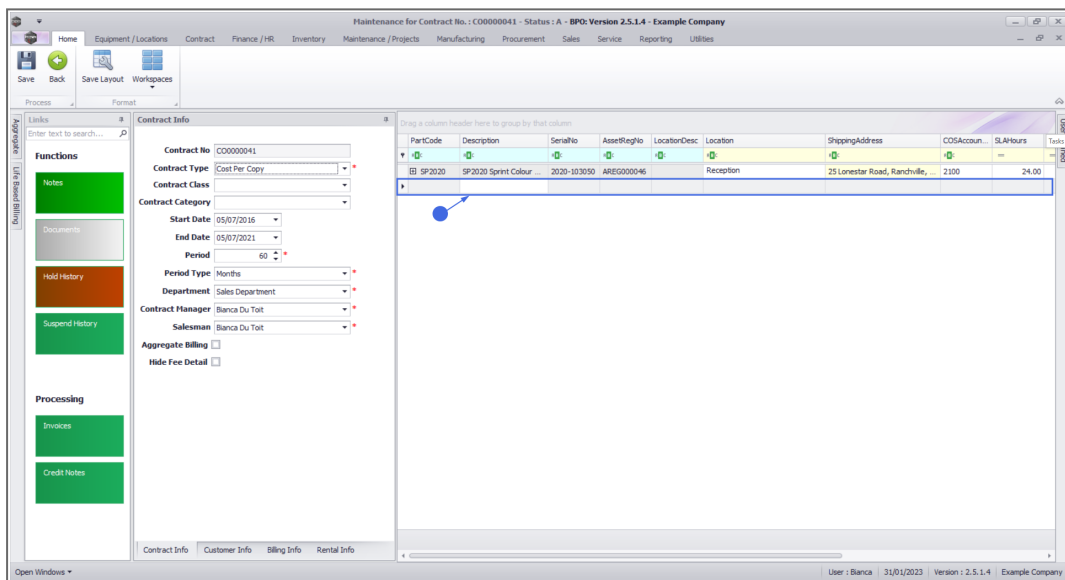 Maintenance for Contract No. : CO0000041 - Status : A - BPO: Version 2.5.1.4 - Example Company
Home Equipment / Locations Contract Finance / HR Inventory Maintenance / Projects Manufacturing Procurement Sales Service Reporting Utilities
Save Back Save Layout Workspaces
Process Format
Aggregate
Life Based Billing
Links
Enter text to search...
Functions
Notes
Documents
Hold History
Suspend History
Processing
Invoices
Credit Notes
Contract Info
Contract No CO0000041
Contract Type Cost Per Copy *
Contract Class
Contract Category
Start Date 05/07/2016
End Date 05/07/2021
Period 60 *
Period Type Months *
Department Sales Department *
Contract Manager Bianca Du Toit *
Salesman Bianca Du Toit *
Aggregate Billing
Hide Fee Detail
Contract Info Customer Info Billing Info Rental Info
Drag a column header here to group by that column
PartCode Description SerialNo AssetRegNo LocationDesc Location ShippingAddress COSAccoun... SLAHours
Tasks
SP2020 SP2020 Sprint Colour ... 2020-103050 AREG000046 Reception 25 Lonestar Road, Ranchville, ... 2100 24.00
Open Windows User : Bianca 31/01/2023 Version : 2.5.1.4 Example Company